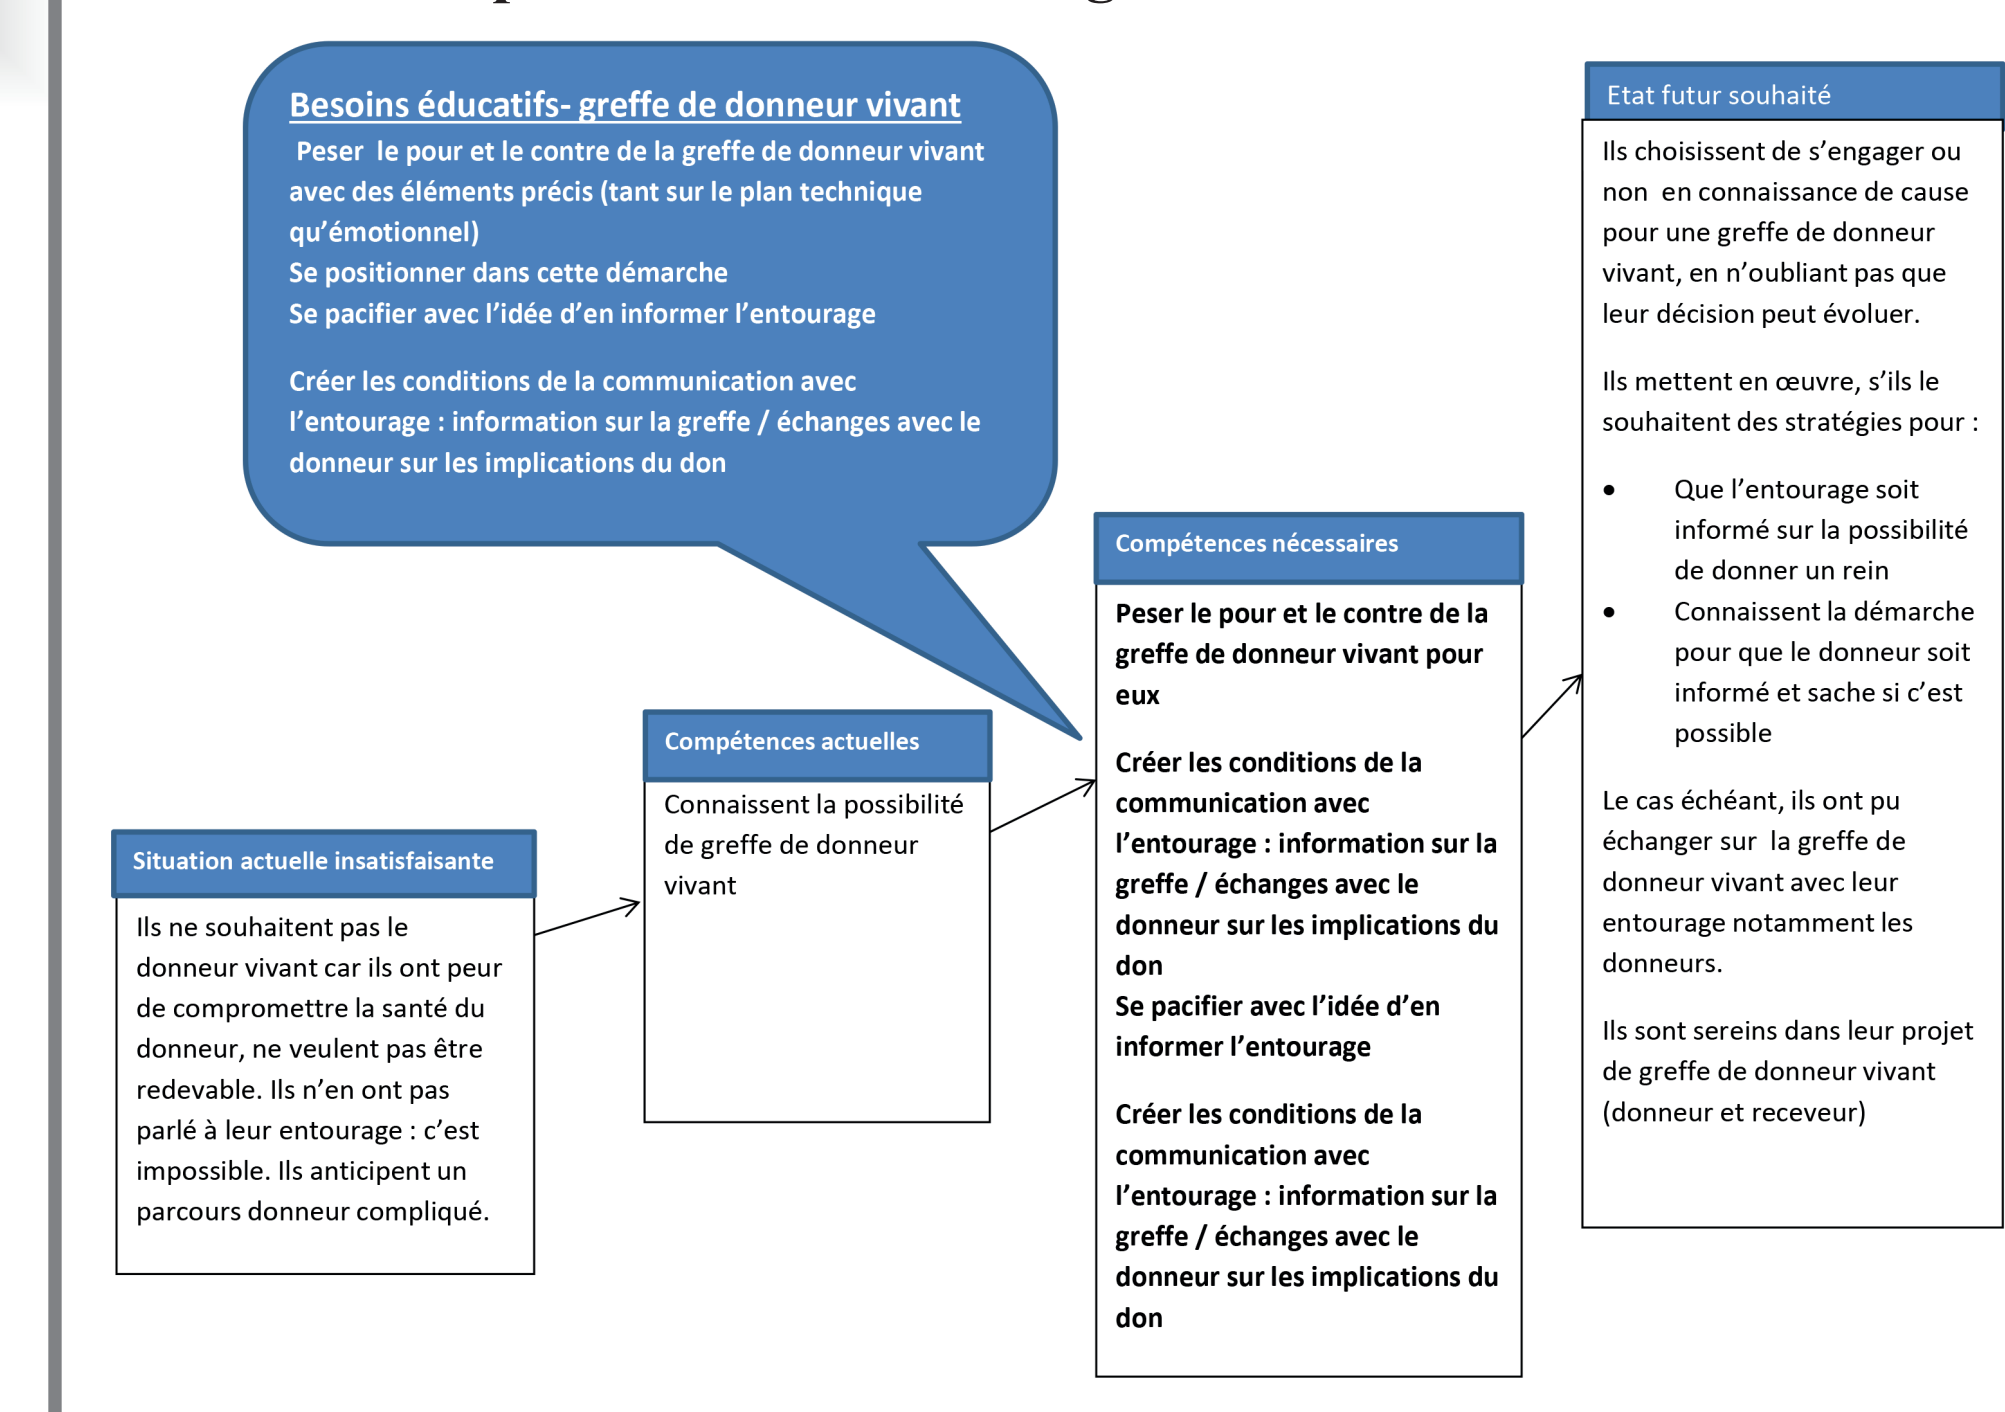 Besoins éducatifs- greffe de donneur vivant
Peser  le pour et le contre de la greffe de donneur vivant
avec des éléments précis (tant sur le plan technique
qu’émotionnel)
Se positionner dans cette démarche
Se pacifier avec l’idée d’en informer l’entourage
Créer les conditions de la communication avec
l’entourage : information sur la greffe / échanges avec le
donneur sur les implications du don
Situation actuelle insatisfaisante
Ils ne souhaitent pas le
donneur vivant car ils ont peur
de compromettre la santé du
donneur, ne veulent pas être
redevable. Ils n’en ont pas
parlé à leur entourage : c’est
impossible. Ils anticipent un
parcours donneur compliqué.
Compétences actuelles
Connaissent la possibilité
de greffe de donneur
vivant
Compétences nécessaires
Peser le pour et le contre de la
greffe de donneur vivant pour
eux
Créer les conditions de la
communication avec
l’entourage : information sur la
greffe / échanges avec le
donneur sur les implications du
don
Se pacifier avec l’idée d’en
informer l’entourage
Créer les conditions de la
communication avec
l’entourage : information sur la
greffe / échanges avec le
donneur sur les implications du
don
Etat futur souhaité
Ils choisissent de s’engager ou
non  en connaissance de cause
pour une greffe de donneur
vivant, en n’oubliant pas que
leur décision peut évoluer.
Ils mettent en œuvre, s’ils le
souhaitent des stratégies pour :
• Que l’entourage soit
informé sur la possibilité
de donner un rein
• Connaissent la démarche
pour que le donneur soit
informé et sache si c’est
possible
Le cas échéant, ils ont pu
échanger sur  la greffe de
donneur vivant avec leur
entourage notamment les
donneurs.
Ils sont sereins dans leur projet
de greffe de donneur vivant
(donneur et receveur)